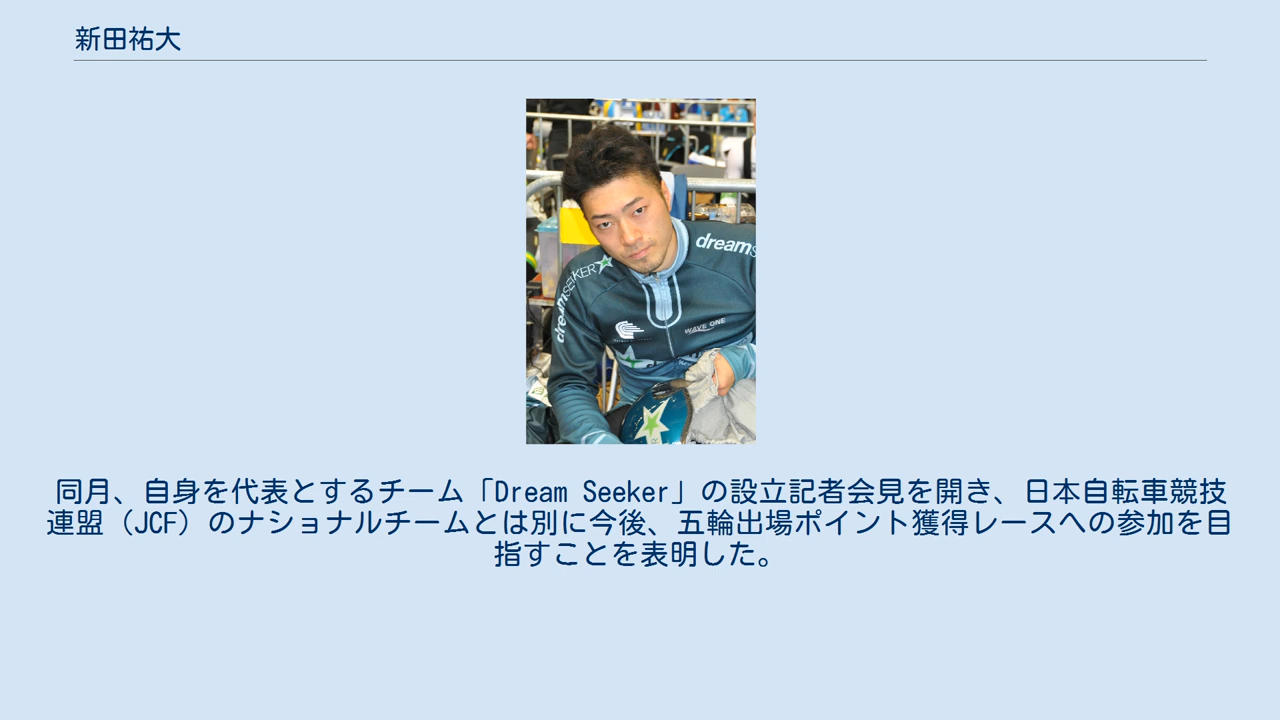 新田祐大
dreams
dreamSEEKER
WAVE ONE
同月、自身を代表とするチーム「Dream Seeker」の設立記者会見を開き、日本自転車競技
連盟（JCF）のナショナルチームとは別に今後、五輪出場ポイント獲得レースへの参加を目
指すことを表明した。